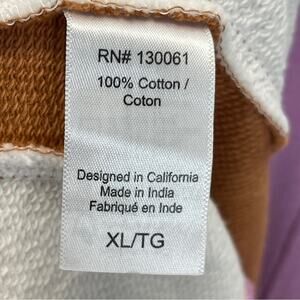 RN# 130061
100% Cotton /
Coton
Designed in California
Made in India
Fabriqué en Inde
XL/TG